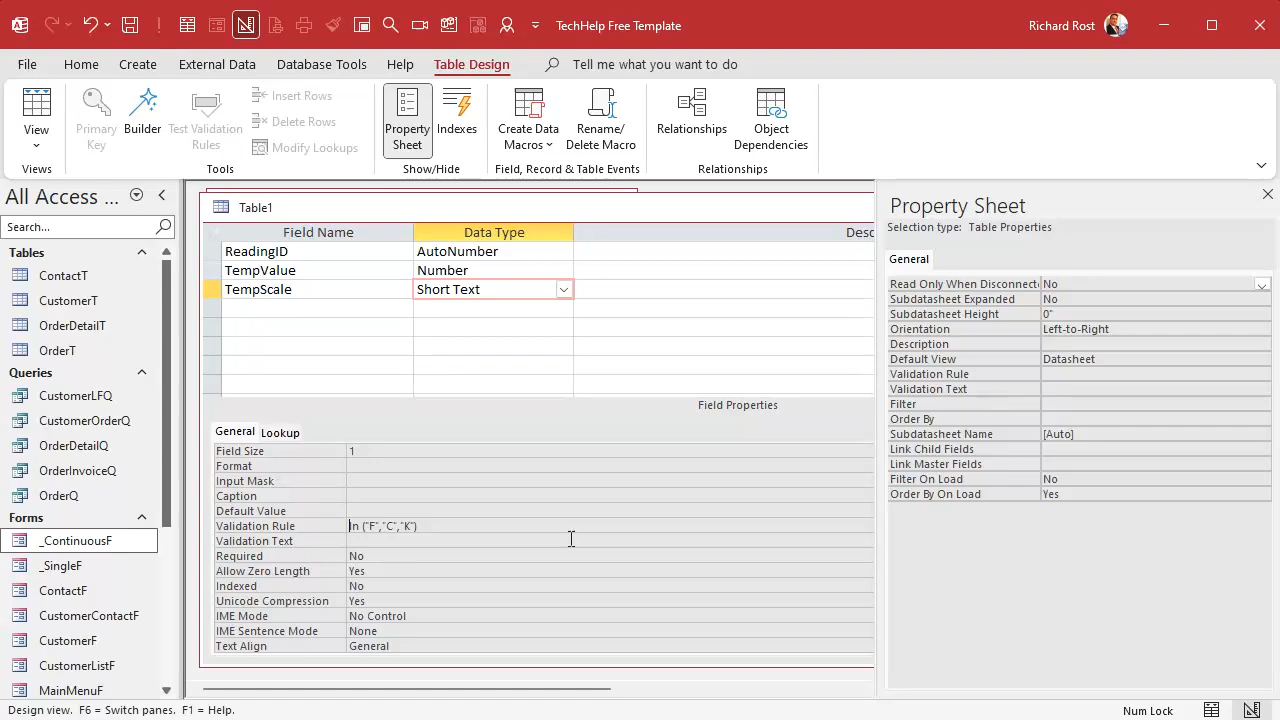 TechHelp Free Template
Richard Rost
File Home Create External Data Database Tools Help Table Design Tell me what you want to do
View
Primary Key
Builder
Test Validation Rules
Insert Rows
Delete Rows
Modify Lookups
Property Sheet
Indexes
Create Data Macros
Rename/ Delete Macro
Relationships
Object Dependencies
Views
Tools
Show/Hide
Field, Record & Table Events
Relationships
All Access ...
Search...
Tables
ContactT
CustomerT
OrderDetailT
OrderT
Queries
CustomerLFQ
CustomerOrderQ
OrderDetailQ
OrderInvoiceQ
OrderQ
Forms
_ContinuousF
_SingleF
ContactF
CustomerContactF
CustomerF
CustomerListF
MainMenuF
Table1
Field Name Data Type Desc
ReadingID AutoNumber
TempValue Number
TempScale Short Text
Field Properties
General Lookup
Field Size 1
Format
Input Mask
Caption
Default Value
Validation Rule In ("F","C","K")
Validation Text
Required No
Allow Zero Length Yes
Indexed No
Unicode Compression Yes
IME Mode No Control
IME Sentence Mode None
Text Align General
Property Sheet
Selection type: Table Properties
General
Read Only When Disconnecte No
Subdatasheet Expanded No
Subdatasheet Height 0"
Orientation Left-to-Right
Description
Default View Datasheet
Validation Rule
Validation Text
Filter
Order By
Subdatasheet Name [Auto]
Link Child Fields
Link Master Fields
Filter On Load No
Order By On Load Yes
Design view. F6 = Switch panes. F1 = Help.
Num Lock